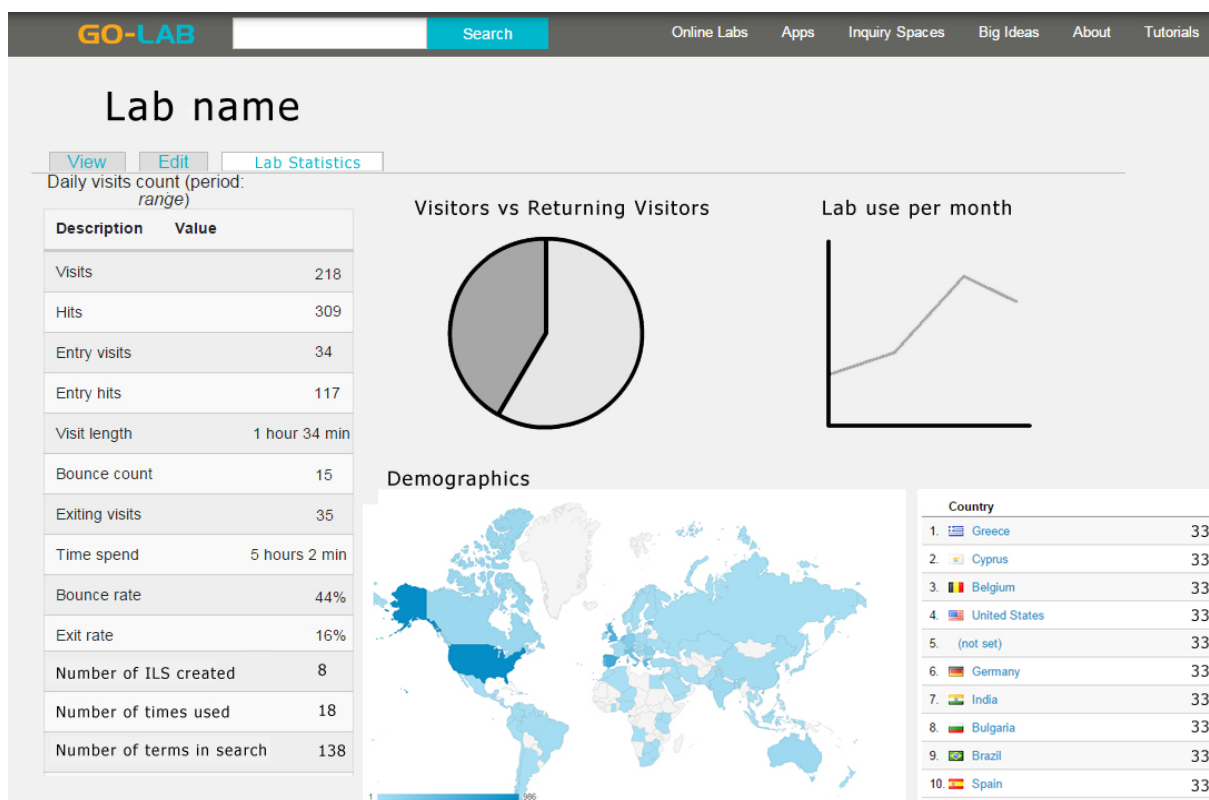 GO-LAB
Search
Online Labs Apps Inquiry Spaces Big Ideas About Tutorials
Lab name
View Edit Lab Statistics
Daily visits count (period:
range)
Description Value
Visits 218
Hits 309
Entry visits 34
Entry hits 117
Visit length 1 hour 34 min
Bounce count 15
Exiting visits 35
Time spend 5 hours 2 min
Bounce rate 44%
Exit rate 16%
Number of ILS created 8
Number of times used 18
Number of terms in search 138
Visitors vs Returning Visitors
Lab use per month
Demographics
1 986
Country
1. Greece 33
2. Cyprus 33
3. Belgium 33
4. United States 33
5. (not set) 33
6. Germany 33
7. India 33
8. Bulgaria 33
9. Brazil 33
10. Spain 33